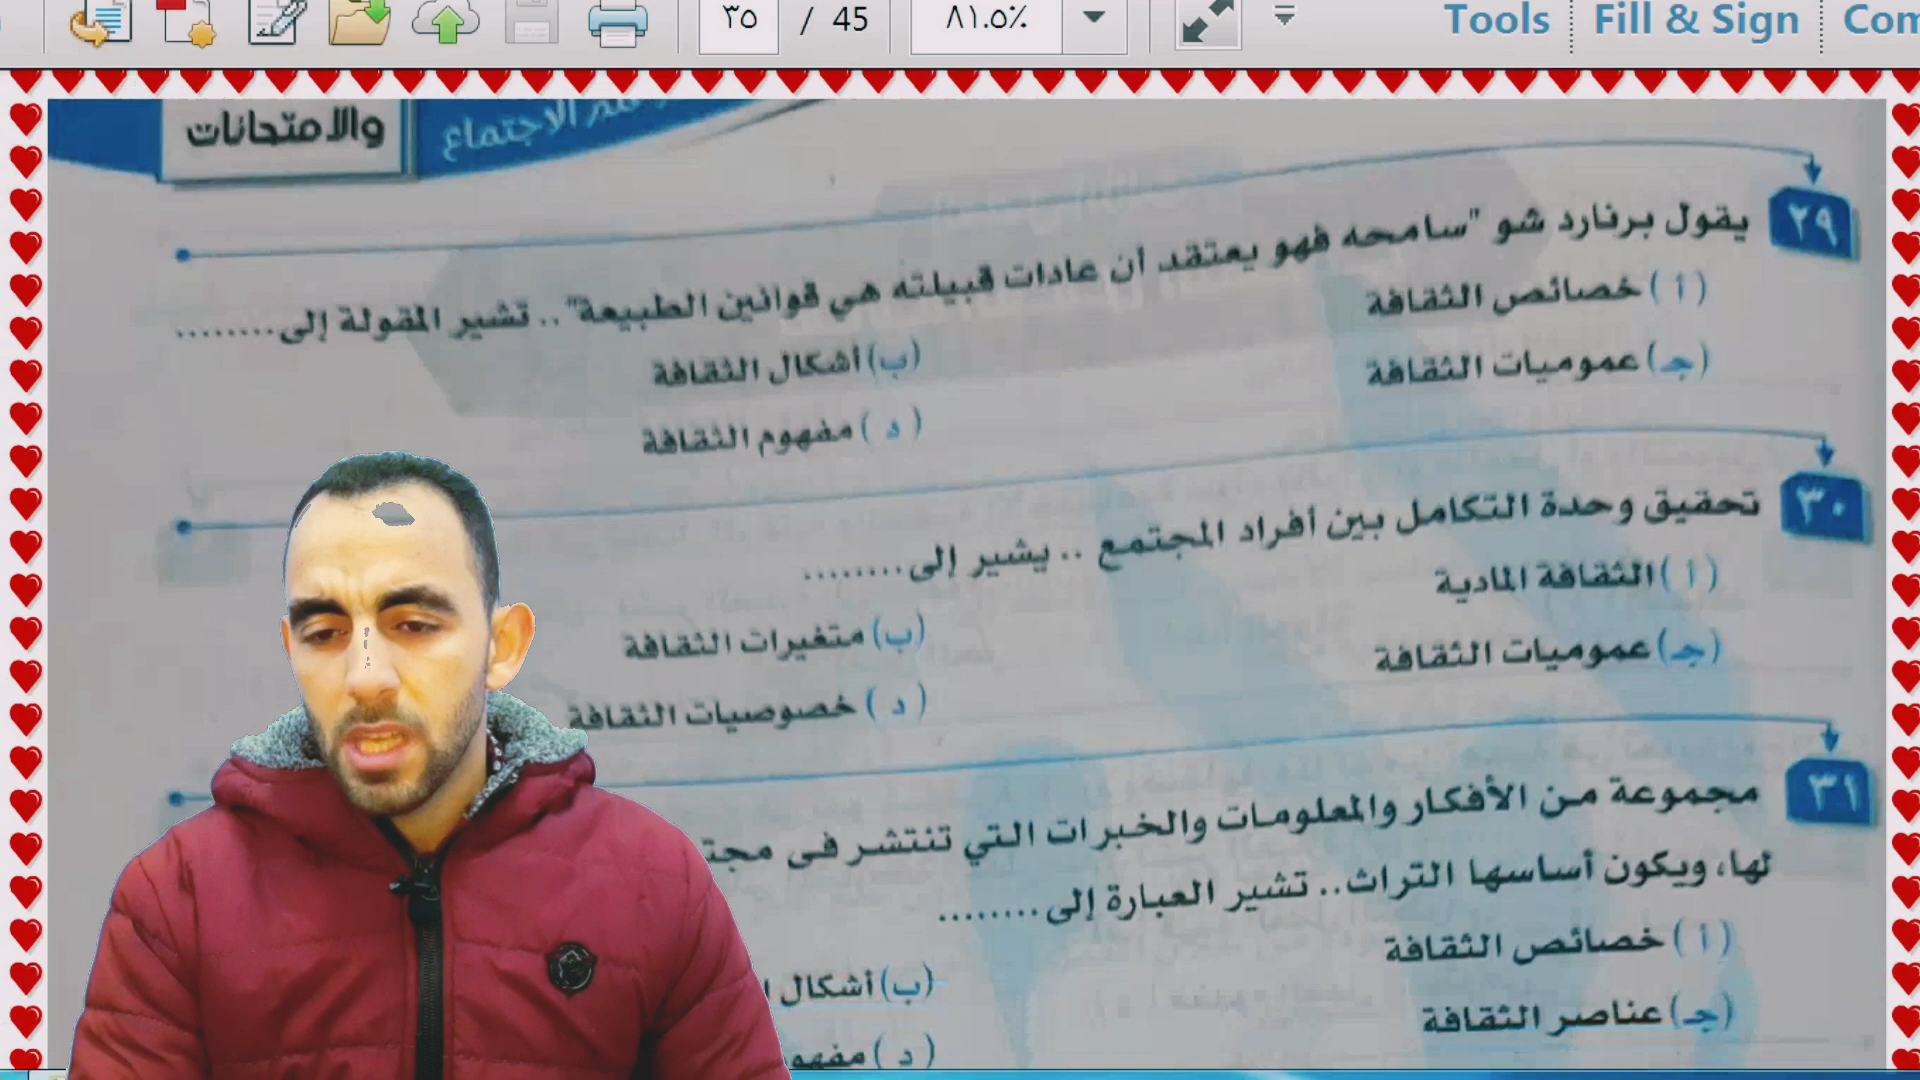 ٣٥ / 45
٨١.٥٪
Tools
Fill & Sign
والامتحانات
الاجتماع
٢٩
يقول برنارد شو "سامحه فهو يعتقد أن عادات قبيلته هي قوانين الطبيعة" .. تشير المقولة إلى.........
( أ ) خصائص الثقافة
(ب) أشكال الثقافة
(جـ) عموميات الثقافة
( د ) مفهوم الثقافة
٣٠
تحقيق وحدة التكامل بين أفراد المجتمع .. يشير إلى.........
( أ ) الثقافة المادية
(ب) متغيرات الثقافة
(جـ) عموميات الثقافة
( د ) خصوصيات الثقافة
٣١
مجموعة من الأفكار والمعلومات والخبرات التي تنتشر فى
لها، ويكون أساسها التراث.. تشير العبارة إلى.........
( أ ) خصائص الثقافة
(ب) أشكال
(جـ) عناصر الثقافة
( د )